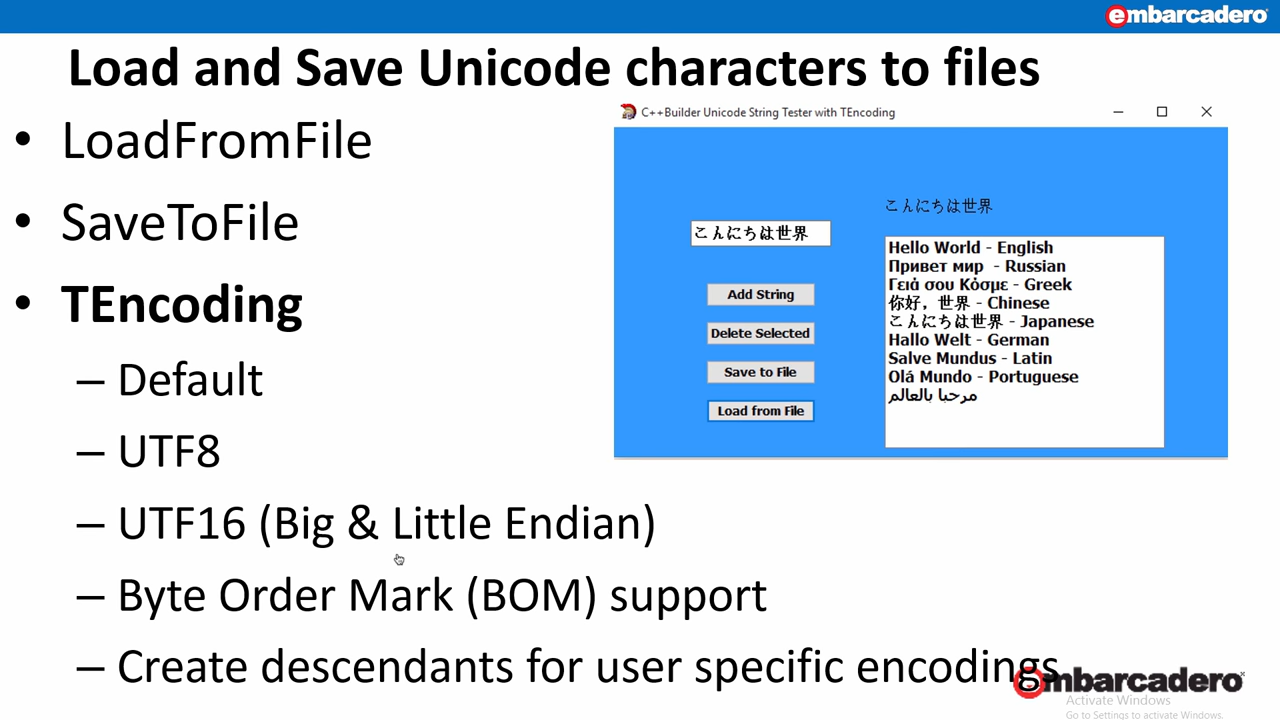 embarcadero
Load and Save Unicode characters to files
• LoadFromFile
• SaveToFile
• TEncoding
– Default
– UTF8
– UTF16 (Big & Little Endian)
– Byte Order Mark (BOM) support
– Create descendants for user specific encodings
C++Builder Unicode String Tester with TEncoding
こんにちは世界
こんにちは世界
Add String
Delete Selected
Save to File
Load from File
Hello World - English
Привет мир - Russian
Γειά σου Κόσμε - Greek
你好，世界 - Chinese
こんにちは世界 - Japanese
Hallo Welt - German
Salve Mundus - Latin
Olá Mundo - Portuguese
مرحبا بالعالم
embarcadero
Activate Windows
Go to Settings to activate Windows.